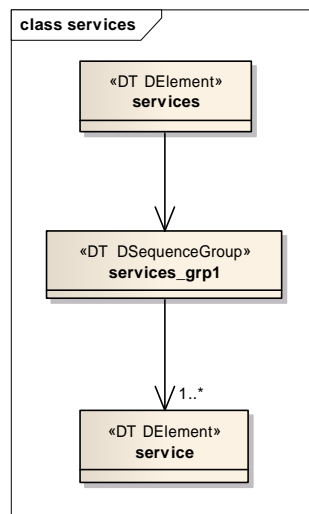 class services
«DT DElement»
services
«DT DSequenceGroup»
services_grp1
1..*
«DT DElement»
service